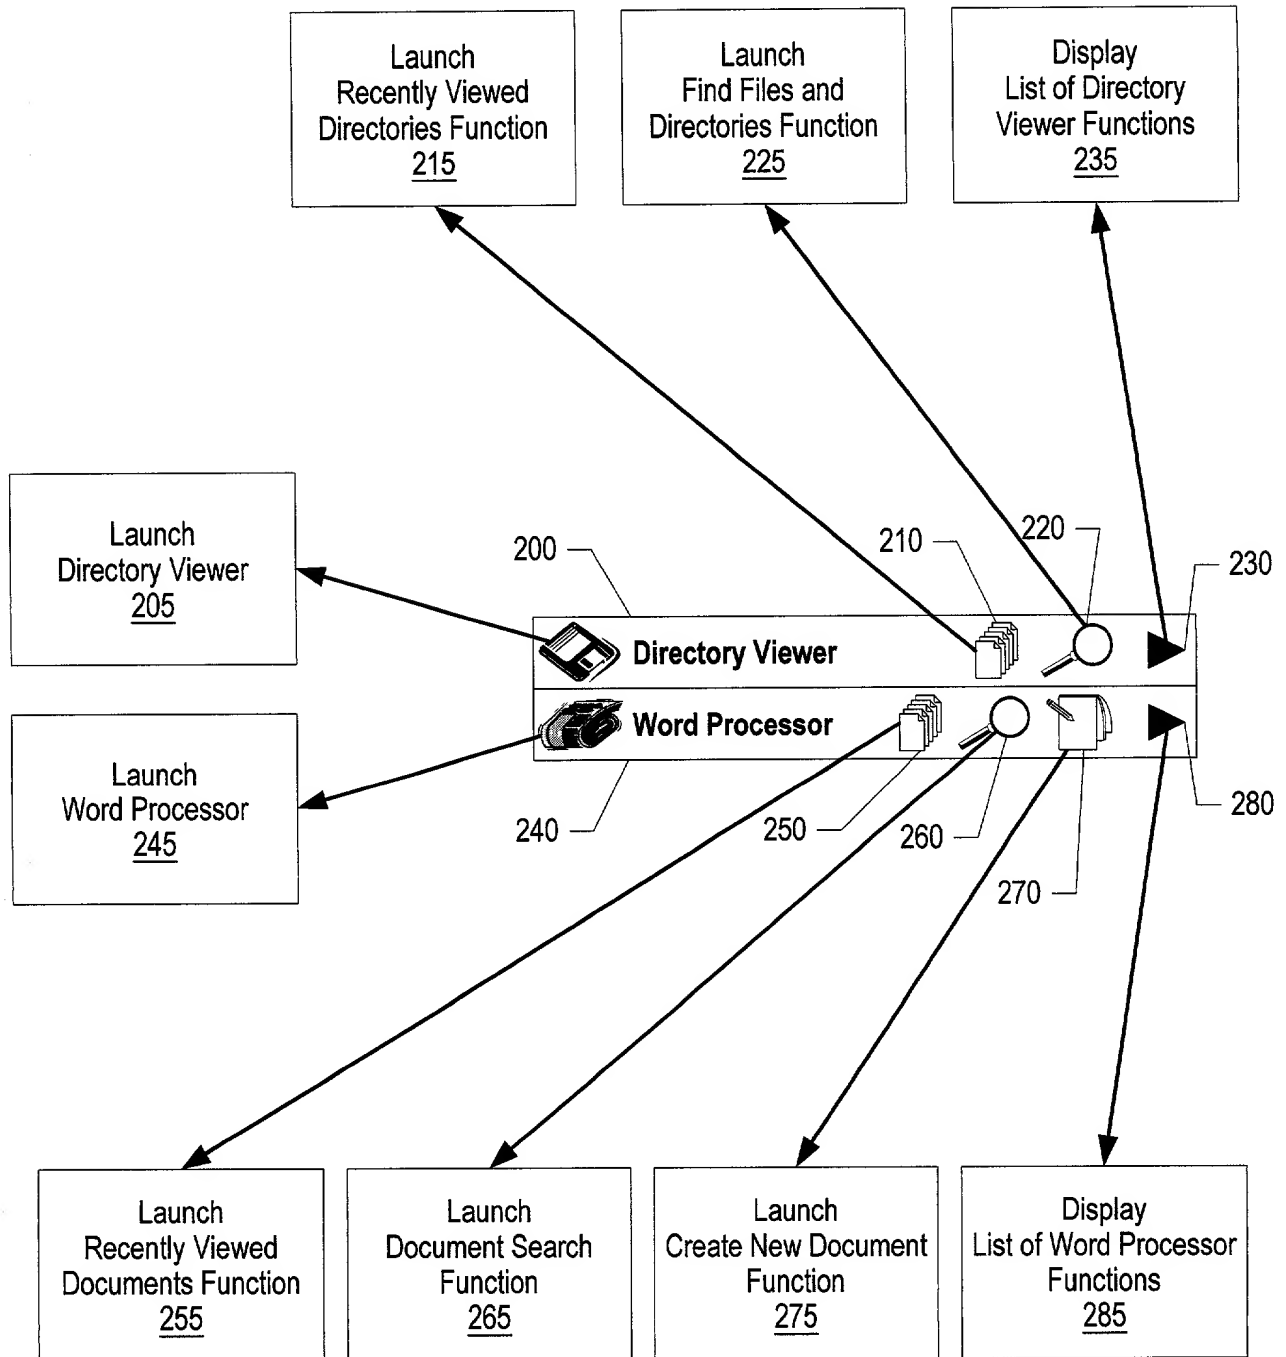 Launch
Recently Viewed
Directories Function
215
Launch
Find Files and
Directories Function
225
Display
List of Directory
Viewer Functions
235
Launch
Directory Viewer
205
200
210
220
230
Directory Viewer
Launch
Word Processor
245
Word Processor
240
250
260
270
280
Launch
Recently Viewed
Documents Function
255
Launch
Document Search
Function
265
Launch
Create New Document
Function
275
Display
List of Word Processor
Functions
285